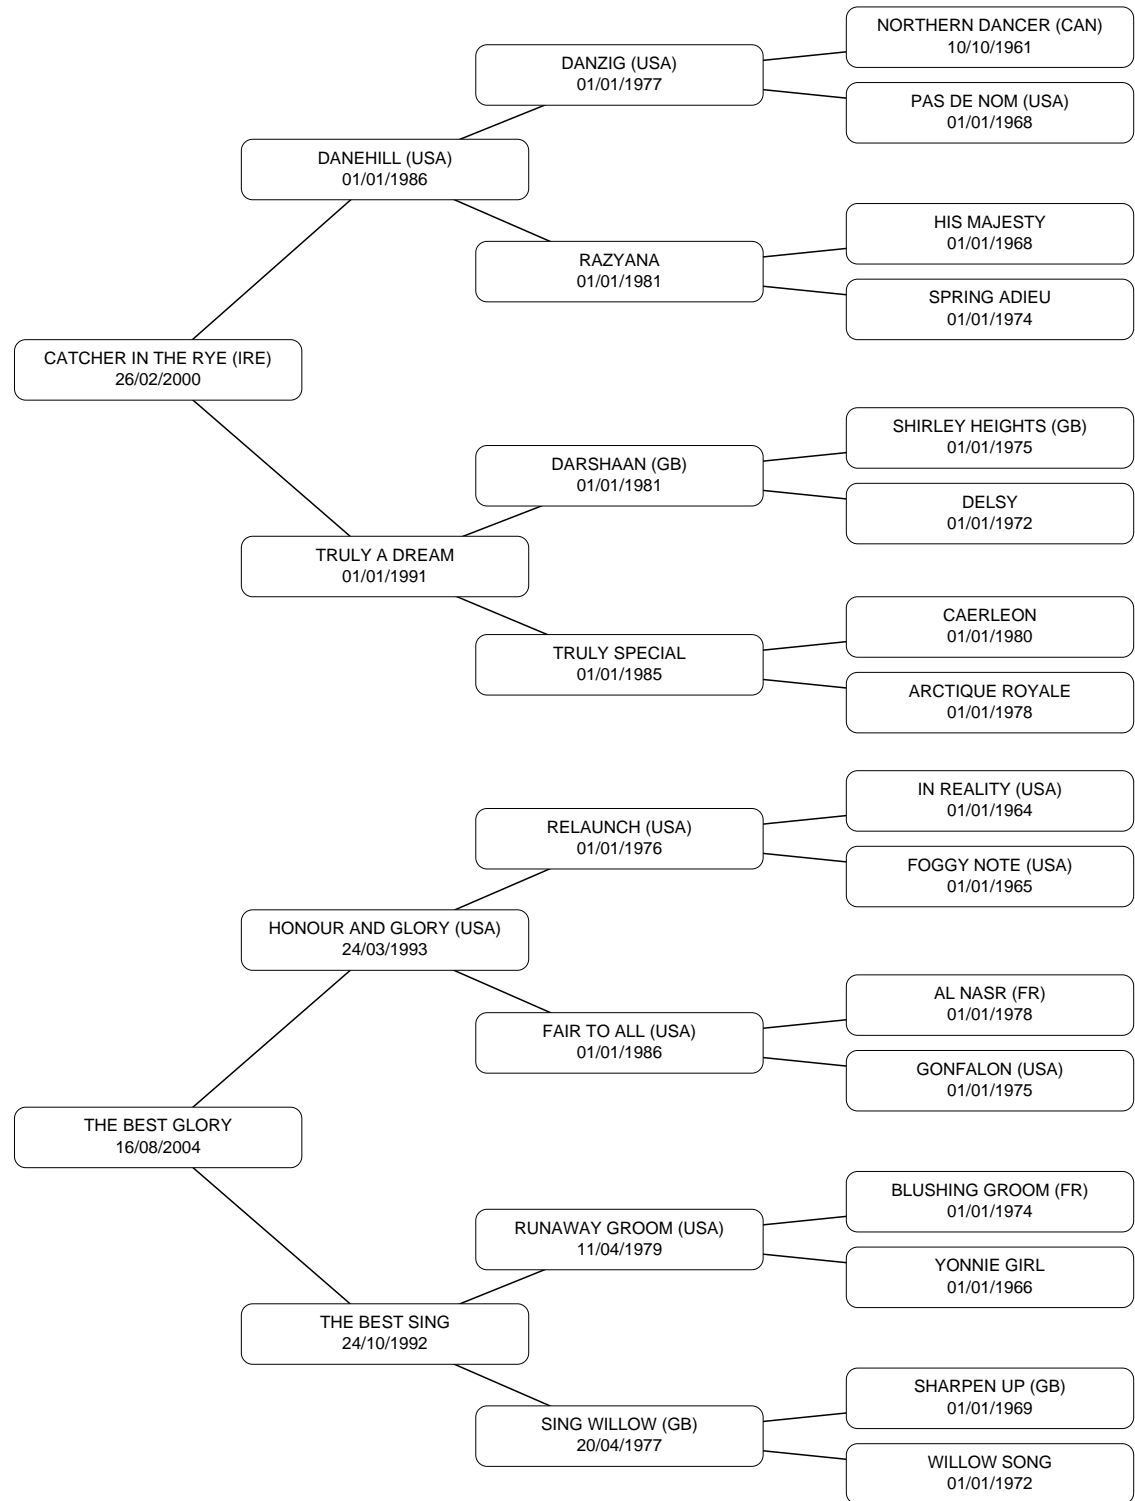 NORTHERN DANCER (CAN)
10/10/1961
DANZIG (USA)
01/01/1977
PAS DE NOM (USA)
01/01/1968
DANEHILL (USA)
01/01/1986
HIS MAJESTY
01/01/1968
RAZYANA
01/01/1981
SPRING ADIEU
01/01/1974
CATCHER IN THE RYE (IRE)
26/02/2000
SHIRLEY HEIGHTS (GB)
01/01/1975
DARSHAAN (GB)
01/01/1981
DELSY
01/01/1972
TRULY A DREAM
01/01/1991
CAERLEON
01/01/1980
TRULY SPECIAL
01/01/1985
ARCTIQUE ROYALE
01/01/1978
IN REALITY (USA)
01/01/1964
RELAUNCH (USA)
01/01/1976
FOGGY NOTE (USA)
01/01/1965
HONOUR AND GLORY (USA)
24/03/1993
AL NASR (FR)
01/01/1978
FAIR TO ALL (USA)
01/01/1986
GONFALON (USA)
01/01/1975
THE BEST GLORY
16/08/2004
BLUSHING GROOM (FR)
01/01/1974
RUNAWAY GROOM (USA)
11/04/1979
YONNIE GIRL
01/01/1966
THE BEST SING
24/10/1992
SHARPEN UP (GB)
01/01/1969
SING WILLOW (GB)
20/04/1977
WILLOW SONG
01/01/1972